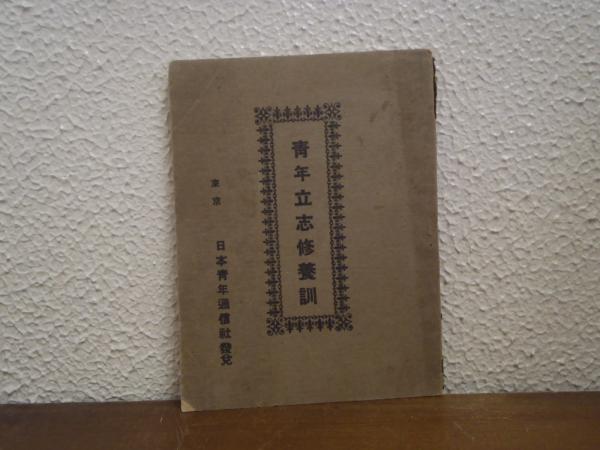 青年立志修養訓
東京
日本青年通信社發兌